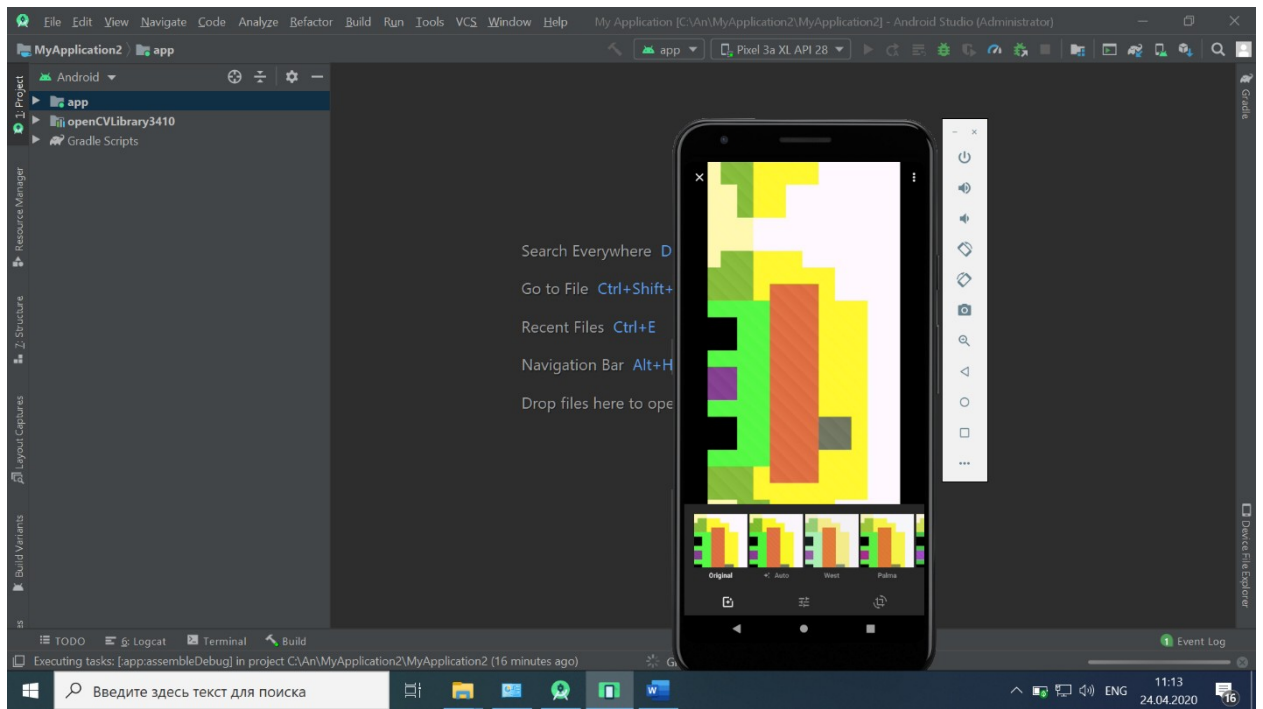 File Edit View Navigate Code Analyze Refactor Build Run Tools VCS Window Help My Application [C:\An\MyApplication2\MyApplication2] - Android Studio (Administrator)
MyApplication2 app app Pixel 3a XL API 28
Android
app
openCVLibrary3410
Gradle Scripts
1: Project
Resource Manager
Z: Structure
Layout Captures
Build Variants
Gradle
Device File Explorer
Search Everywhere D
Go to File Ctrl+Shift+
Recent Files Ctrl+E
Navigation Bar Alt+H
Drop files here to ope
Original Auto West Palma
TODO 6: Logcat Terminal Build 1 Event Log
Executing tasks: [:app:assembleDebug] in project C:\An\MyApplication2\MyApplication2 (16 minutes ago) G
Введите здесь текст для поиска ENG 11:13
24.04.2020 16